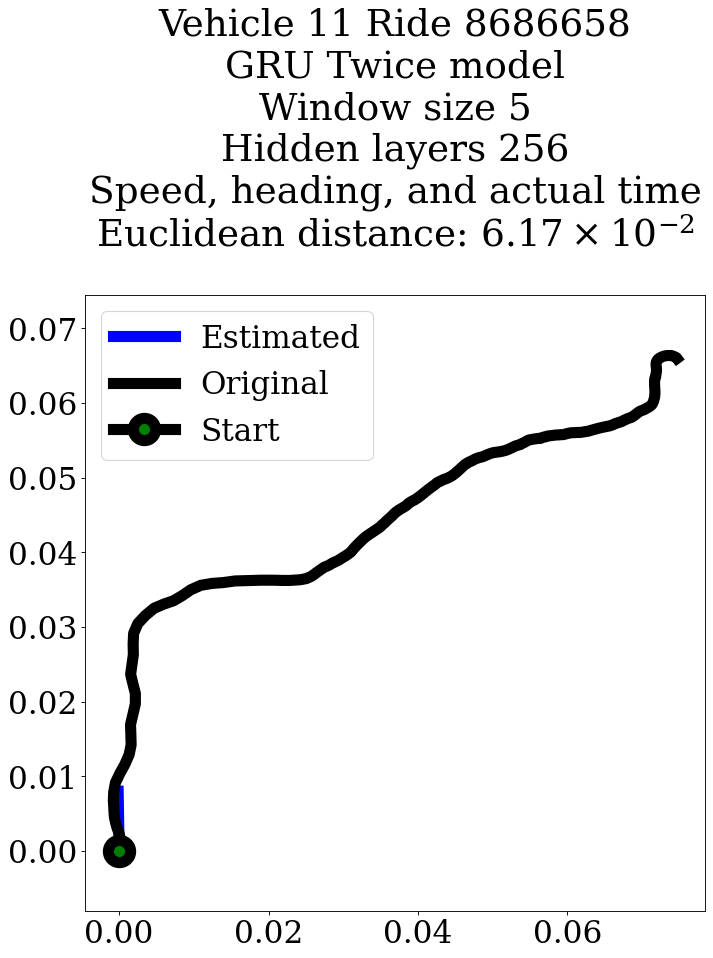 Vehicle 11 Ride 8686658
GRU Twice model
Window size 5
Hidden layers 256
Speed, heading, and actual time
Euclidean distance: 6.17 × 10⁻²
Estimated
Original
Start
0.07
0.06
0.05
0.04
0.03
0.02
0.01
0.00
0.00 0.02 0.04 0.06